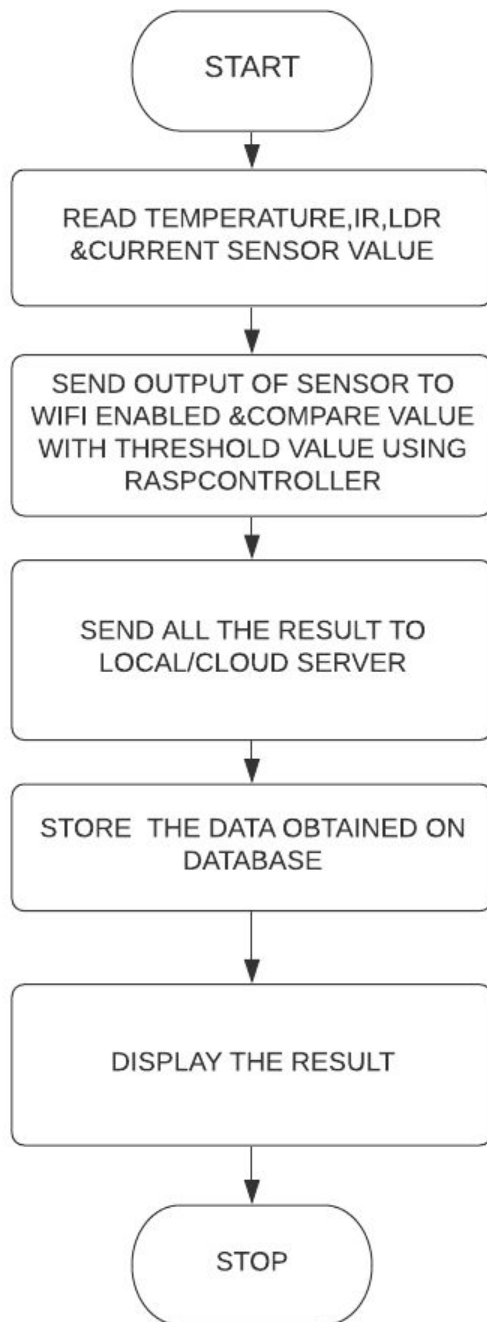 START
READ TEMPERATURE,IR,LDR
&CURRENT SENSOR VALUE
SEND OUTPUT OF SENSOR TO
WIFI ENABLED &COMPARE VALUE
WITH THRESHOLD VALUE USING
RASPCONTROLLER
SEND ALL THE RESULT TO
LOCAL/CLOUD SERVER
STORE THE DATA OBTAINED ON
DATABASE
DISPLAY THE RESULT
STOP